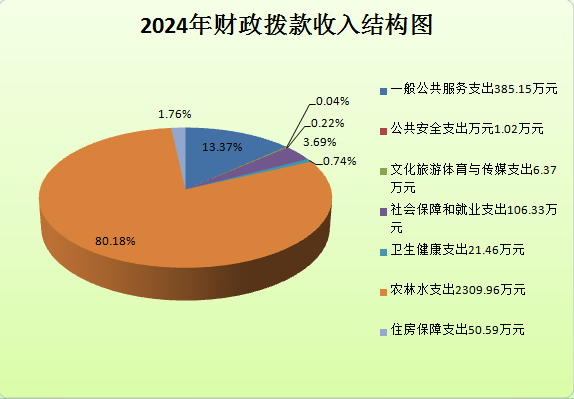 2024年财政拨款收入结构图
1.76%
13.37%
0.04%
0.22%
3.69%
0.74%
80.18%
一般公共服务支出385.15万元
公共安全支出万元1.02万元
文化旅游体育与传媒支出6.37
万元
社会保障和就业支出106.33万
元
卫生健康支出21.46万元
农林水支出2309.96万元
住房保障支出50.59万元